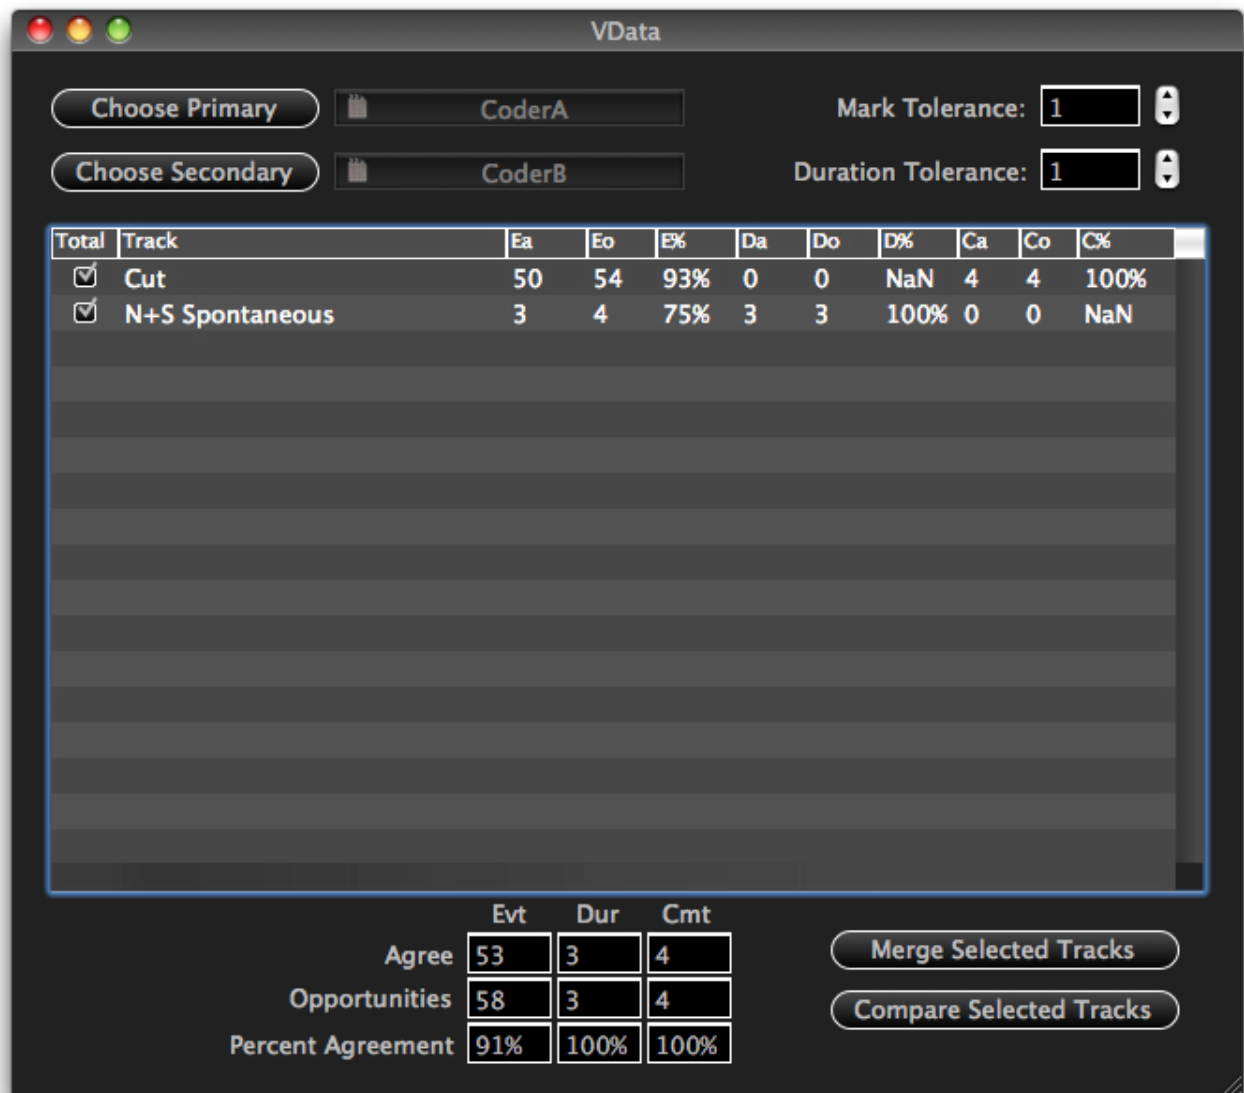 VData
Choose Primary CoderA Mark Tolerance: 1
Choose Secondary CoderB Duration Tolerance: 1
Total Track Ea Eo E% Da Do D% Ca Co C%
Cut 50 54 93% 0 0 NaN 4 4 100%
N+S Spontaneous 3 4 75% 3 3 100% 0 0 NaN
Evt Dur Cmt
Agree 53 3 4 Merge Selected Tracks
Opportunities 58 3 4 Compare Selected Tracks
Percent Agreement 91% 100% 100%